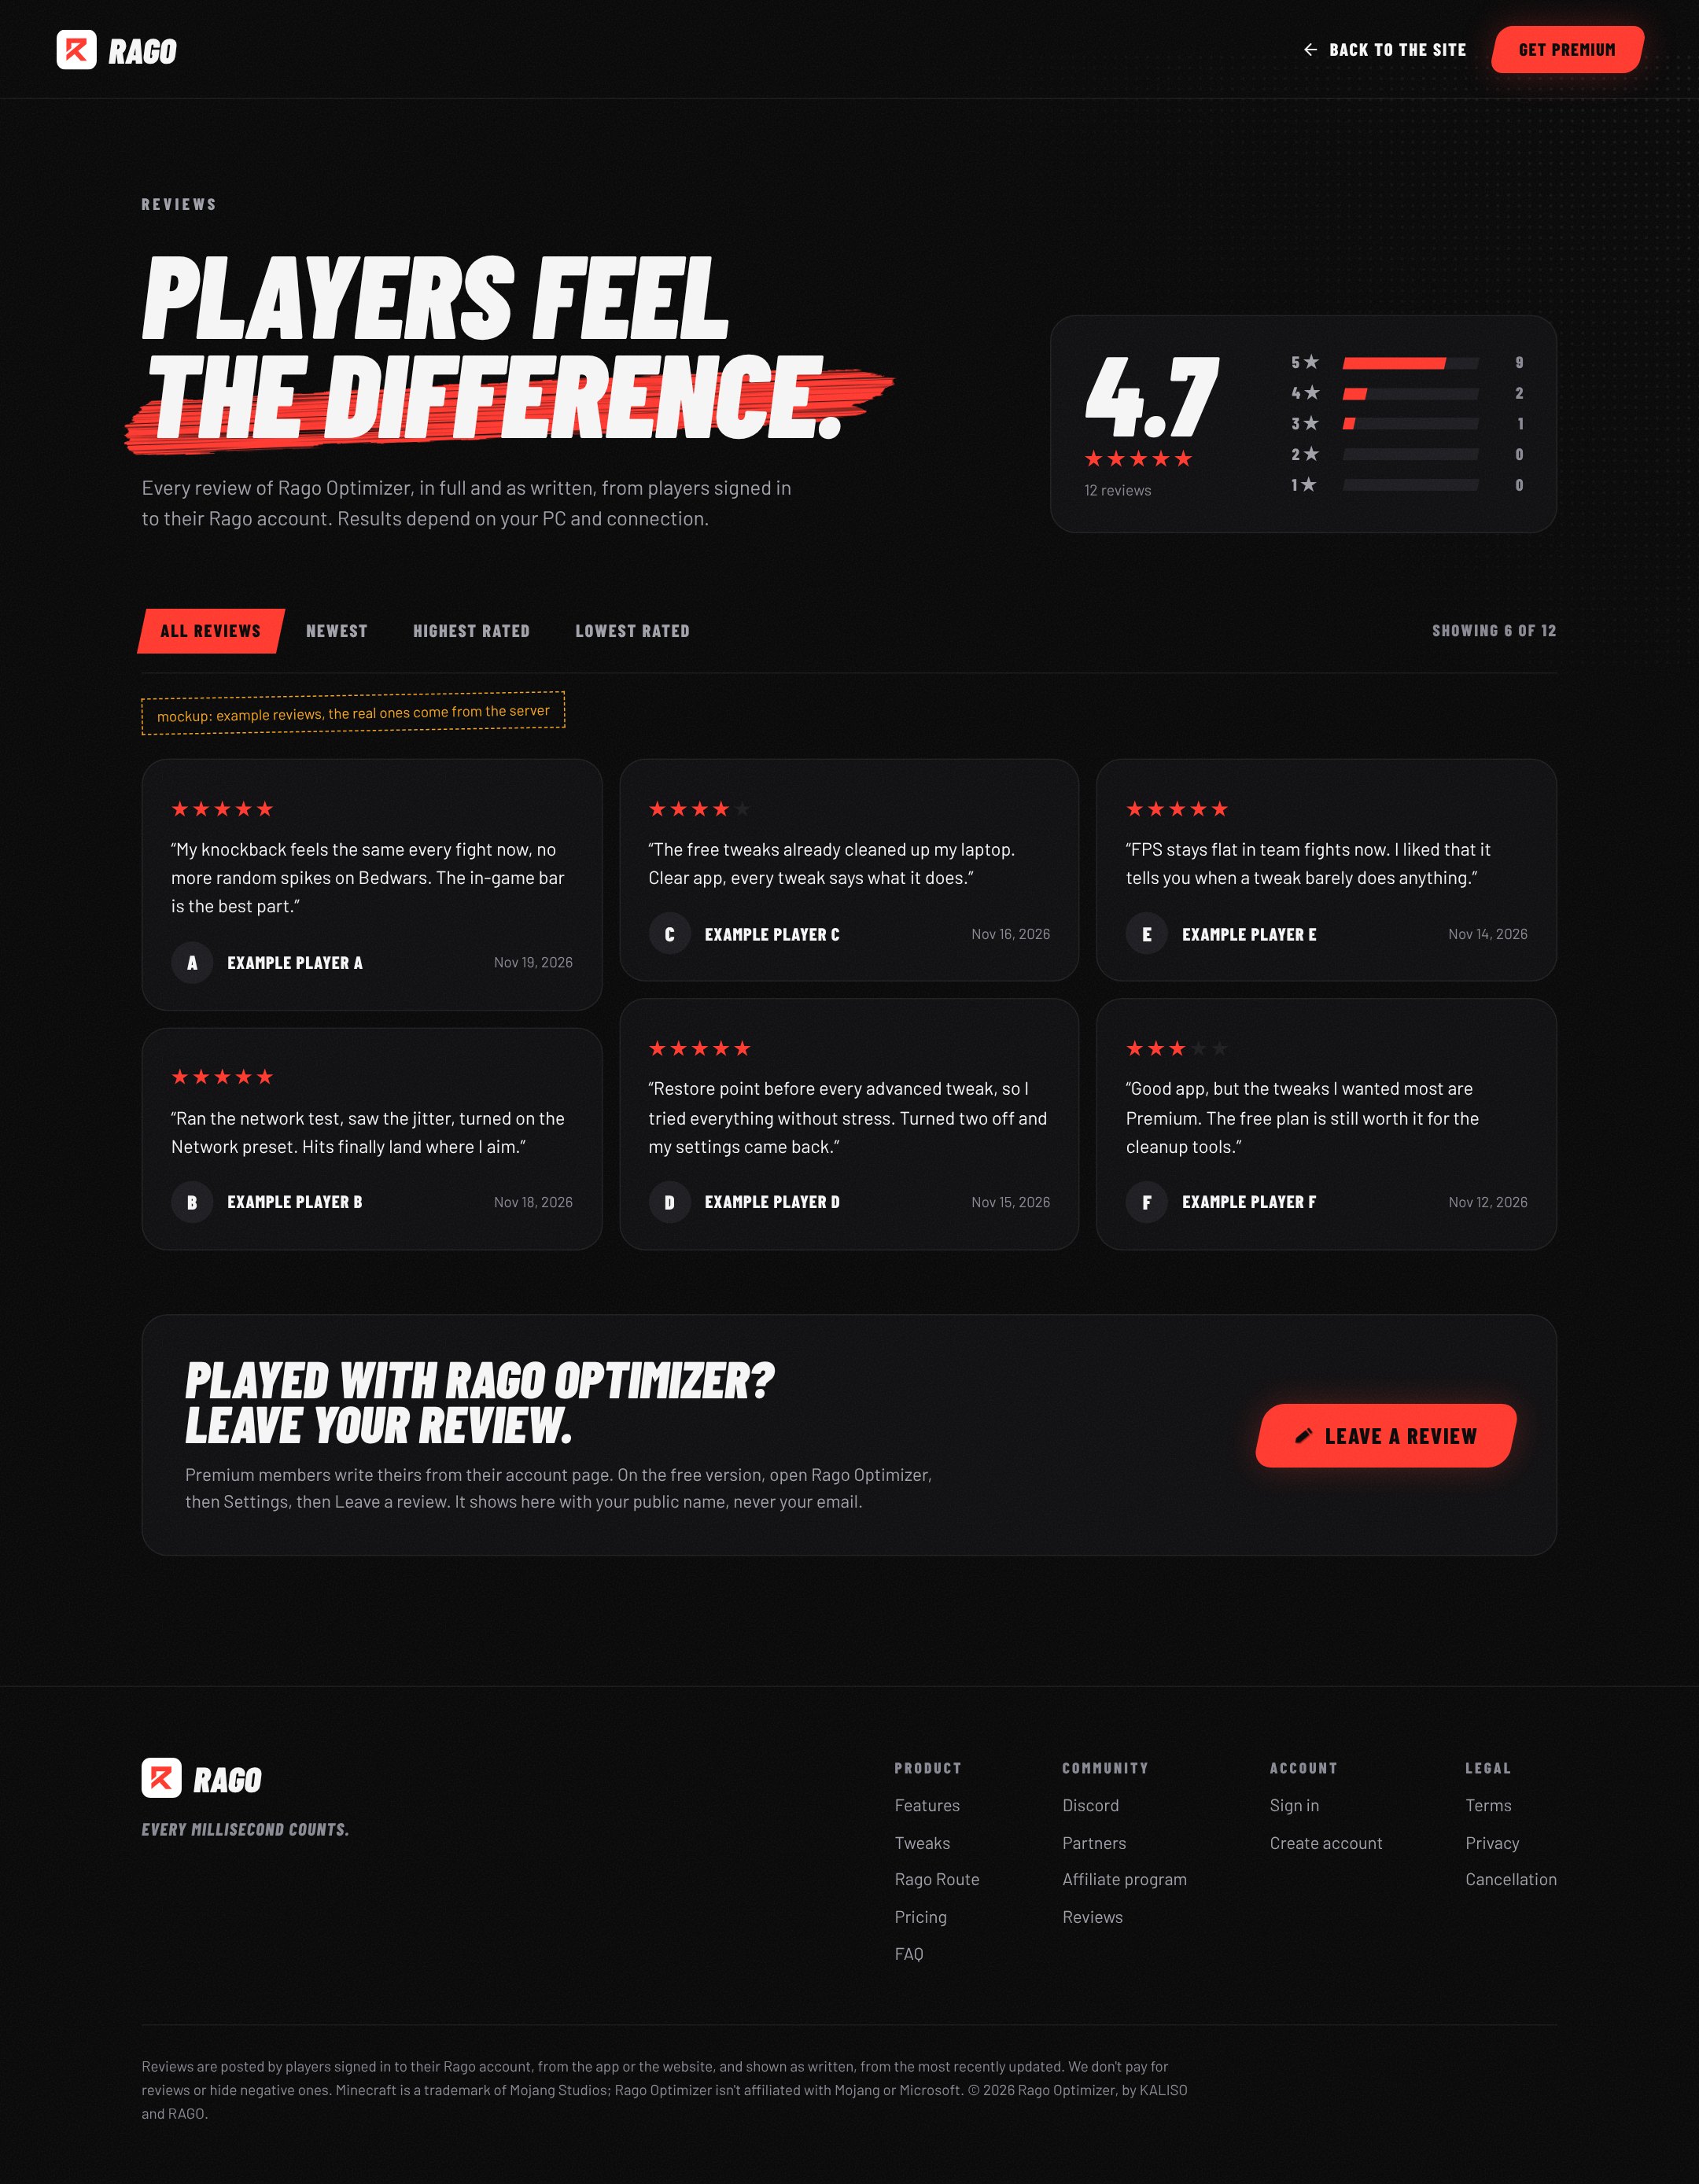 RAGO
BACK TO THE SITE
GET PREMIUM
REVIEWS
PLAYERS FEEL
THE DIFFERENCE.
Every review of Rago Optimizer, in full and as written, from players signed in
to their Rago account. Results depend on your PC and connection.
4.7
★★★★★
12 reviews
5★ 9
4★ 2
3★ 1
2★ 0
1★ 0
ALL REVIEWS
NEWEST
HIGHEST RATED
LOWEST RATED
SHOWING 6 OF 12
mockup: example reviews, the real ones come from the server
★★★★★
“My knockback feels the same every fight now, no
more random spikes on Bedwars. The in-game bar
is the best part.”
A EXAMPLE PLAYER A Nov 19, 2026
★★★★★
“Ran the network test, saw the jitter, turned on the
Network preset. Hits finally land where I aim.”
B EXAMPLE PLAYER B Nov 18, 2026
★★★★★
“The free tweaks already cleaned up my laptop.
Clear app, every tweak says what it does.”
C EXAMPLE PLAYER C Nov 16, 2026
★★★★★
“Restore point before every advanced tweak, so I
tried everything without stress. Turned two off and
my settings came back.”
D EXAMPLE PLAYER D Nov 15, 2026
★★★★★
“FPS stays flat in team fights now. I liked that it
tells you when a tweak barely does anything.”
E EXAMPLE PLAYER E Nov 14, 2026
★★★★★
“Good app, but the tweaks I wanted most are
Premium. The free plan is still worth it for the
cleanup tools.”
F EXAMPLE PLAYER F Nov 12, 2026
PLAYED WITH RAGO OPTIMIZER?
LEAVE YOUR REVIEW.
Premium members write theirs from their account page. On the free version, open Rago Optimizer,
then Settings, then Leave a review. It shows here with your public name, never your email.
LEAVE A REVIEW
RAGO
EVERY MILLISECOND COUNTS.
PRODUCT
Features
Tweaks
Rago Route
Pricing
FAQ
COMMUNITY
Discord
Partners
Affiliate program
Reviews
ACCOUNT
Sign in
Create account
LEGAL
Terms
Privacy
Cancellation
Reviews are posted by players signed in to their Rago account, from the app or the website, and shown as written, from the most recently updated. We don't pay for
reviews or hide negative ones. Minecraft is a trademark of Mojang Studios; Rago Optimizer isn't affiliated with Mojang or Microsoft. © 2026 Rago Optimizer, by KALISO
and RAGO.